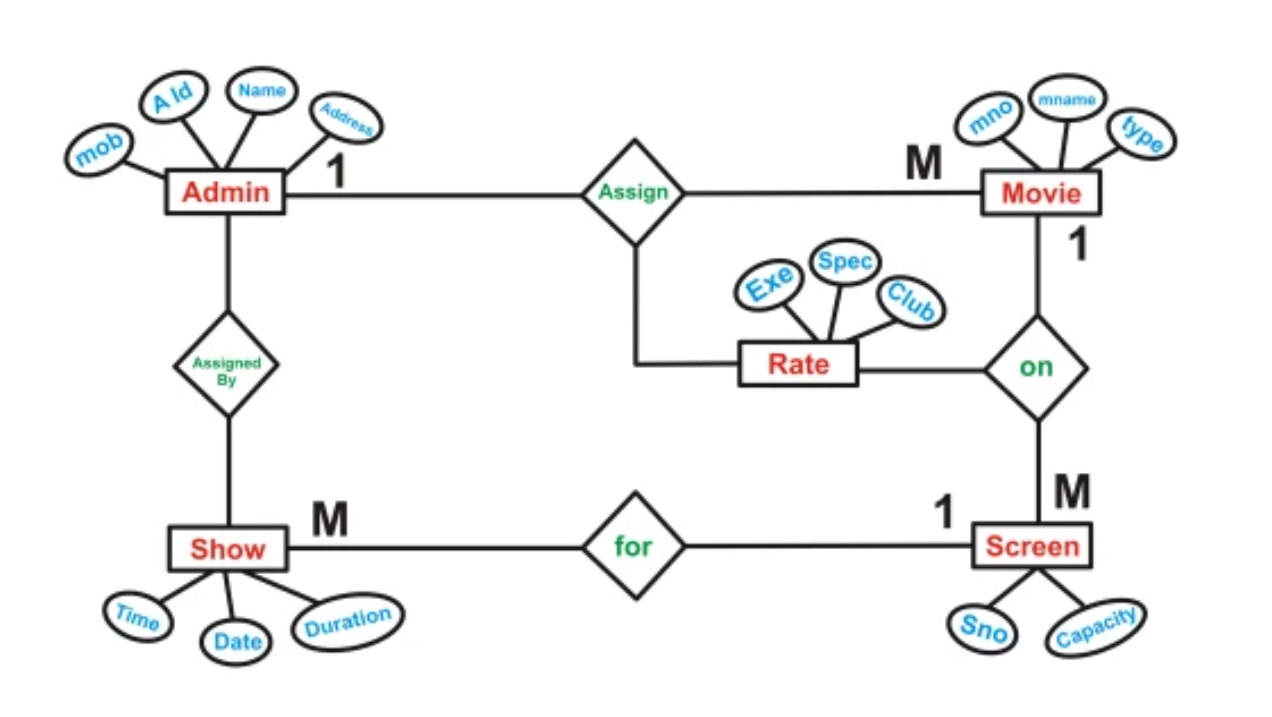 mob
A Id
Name
Address
Admin
1
Assign
M
mno
mname
type
Movie
1
Exe
Spec
Club
Rate
on
Assigned
By
M
Show
for
1
M
Screen
Time
Date
Duration
Sno
Capacity